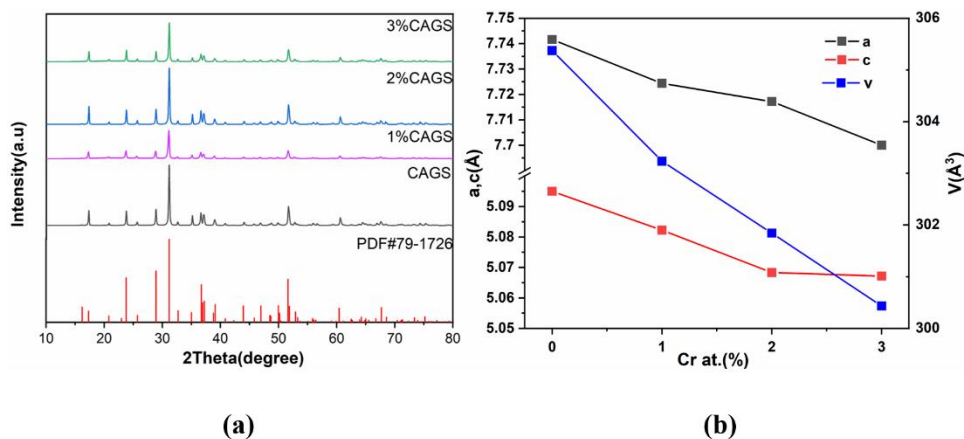 3%CAGS
2%CAGS
1%CAGS
CAGS
PDF#79-1726
Intensity(a.u)
10 20 30 40 50 60 70 80
2Theta(degree)
(a)
7.75
7.74
7.73
7.72
7.71
7.7
5.09
5.08
5.07
5.06
5.05
a,c(Å)
a
c
v
306
304
302
300
V(Å³)
0 1 2 3
Cr at.(%)
(b)